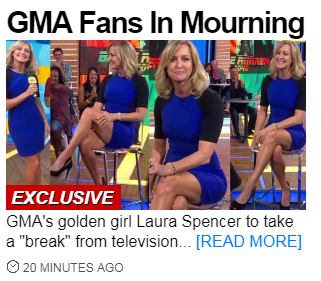 GMA Fans In Mourning
EXCLUSIVE
GMA's golden girl Laura Spencer to take
a "break" from television... [READ MORE]
20 MINUTES AGO